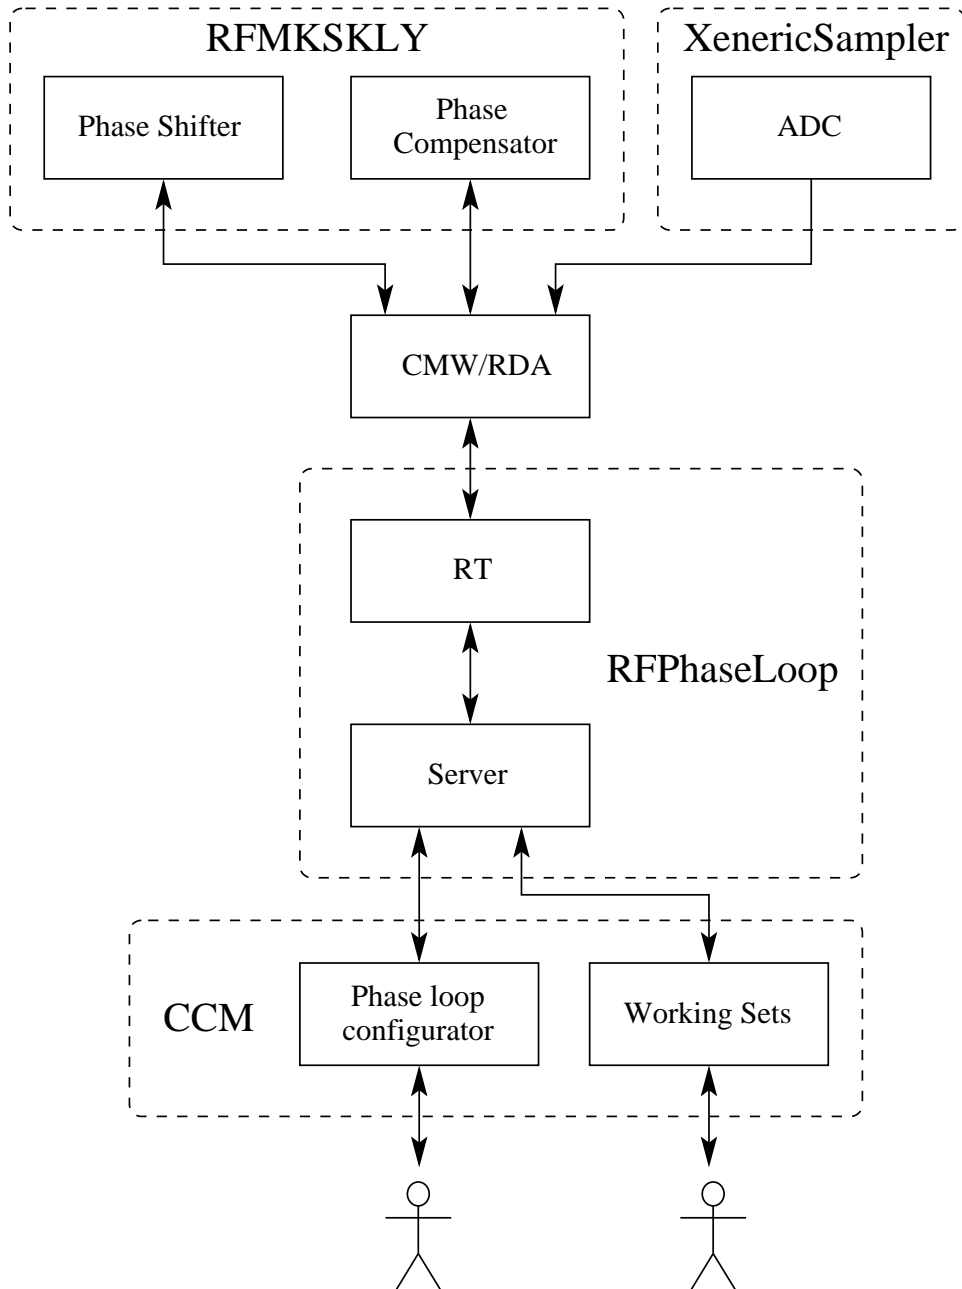 RFMKSKLY
XenericSampler
Phase Shifter
Phase
Compensator
ADC
CMW/RDA
RT
RFPhaseLoop
Server
CCM
Phase loop
configurator
Working Sets